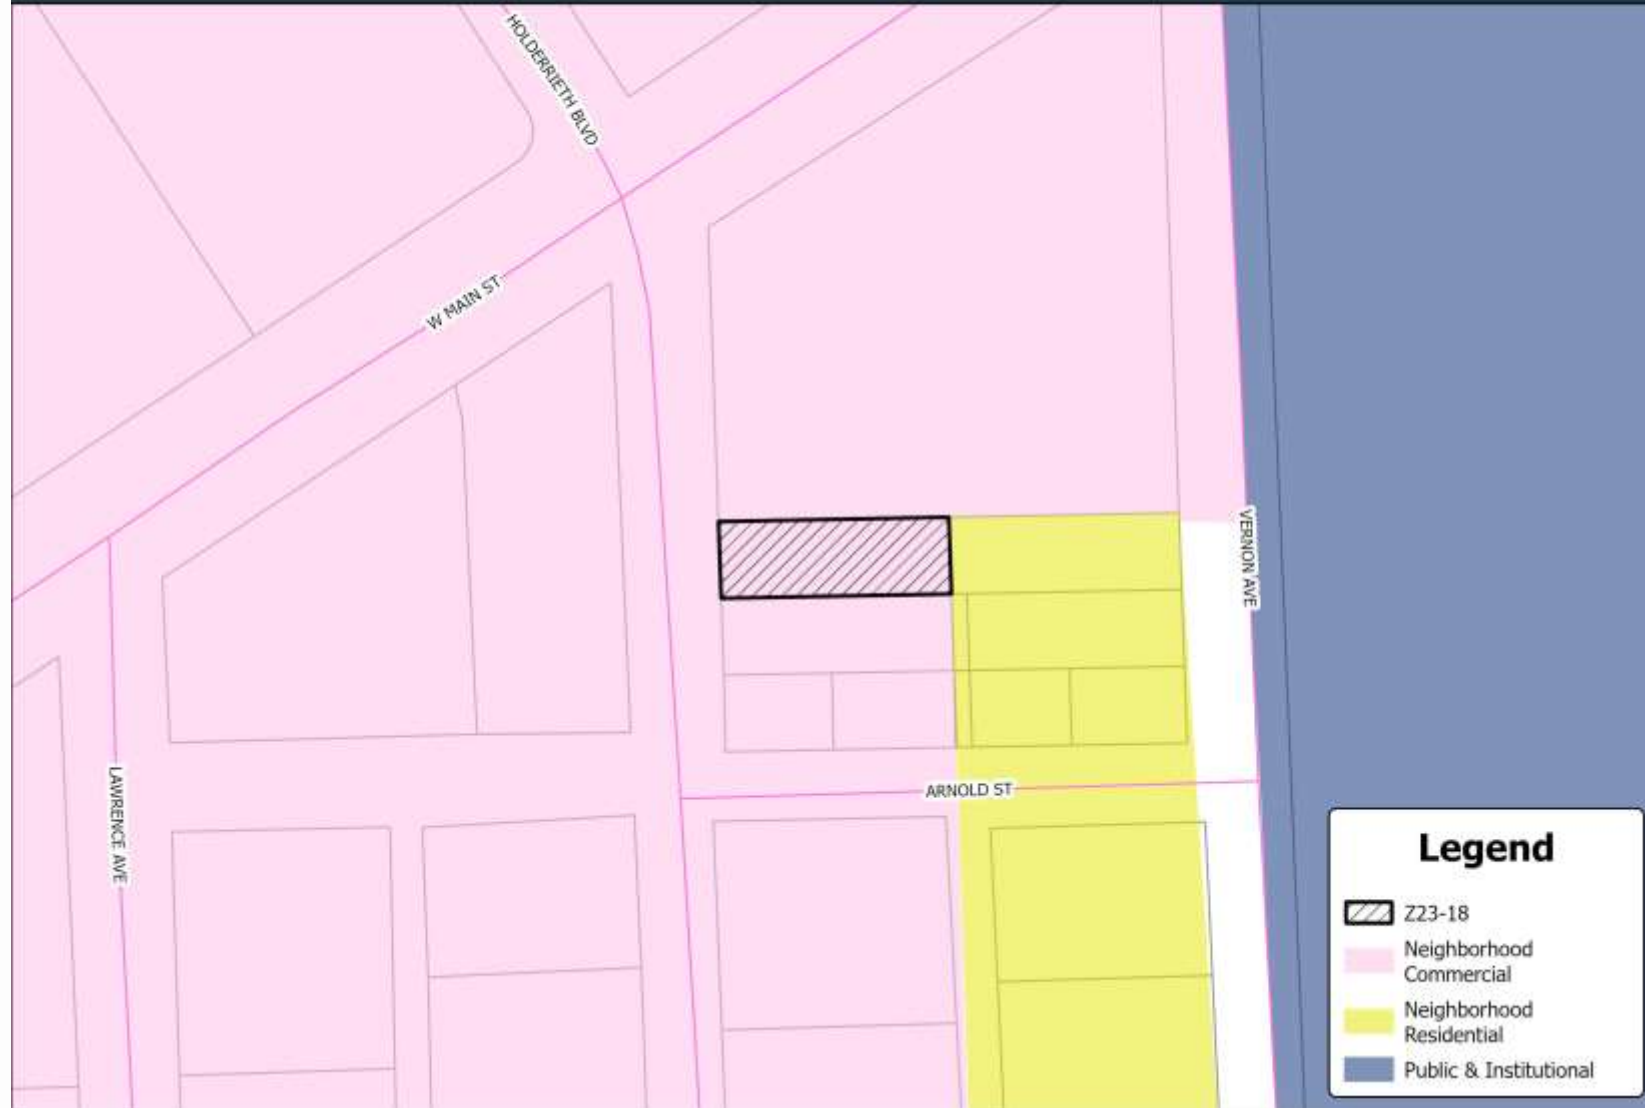 HOLDERRIETH BLVD
W MAIN ST
VERNON AVE
LAWRENCE AVE
ARNOLD ST
Legend
Z23-18
Neighborhood
Commercial
Neighborhood
Residential
Public & Institutional